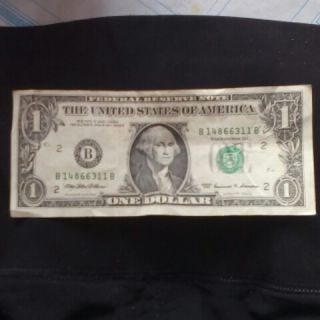 FEDERAL RESERVE NOTE
THE UNITED STATES OF AMERICA
1
1
B 14866311 B
2
B
2
B 14866311 B
2
2
1
ONE DOLLAR
1